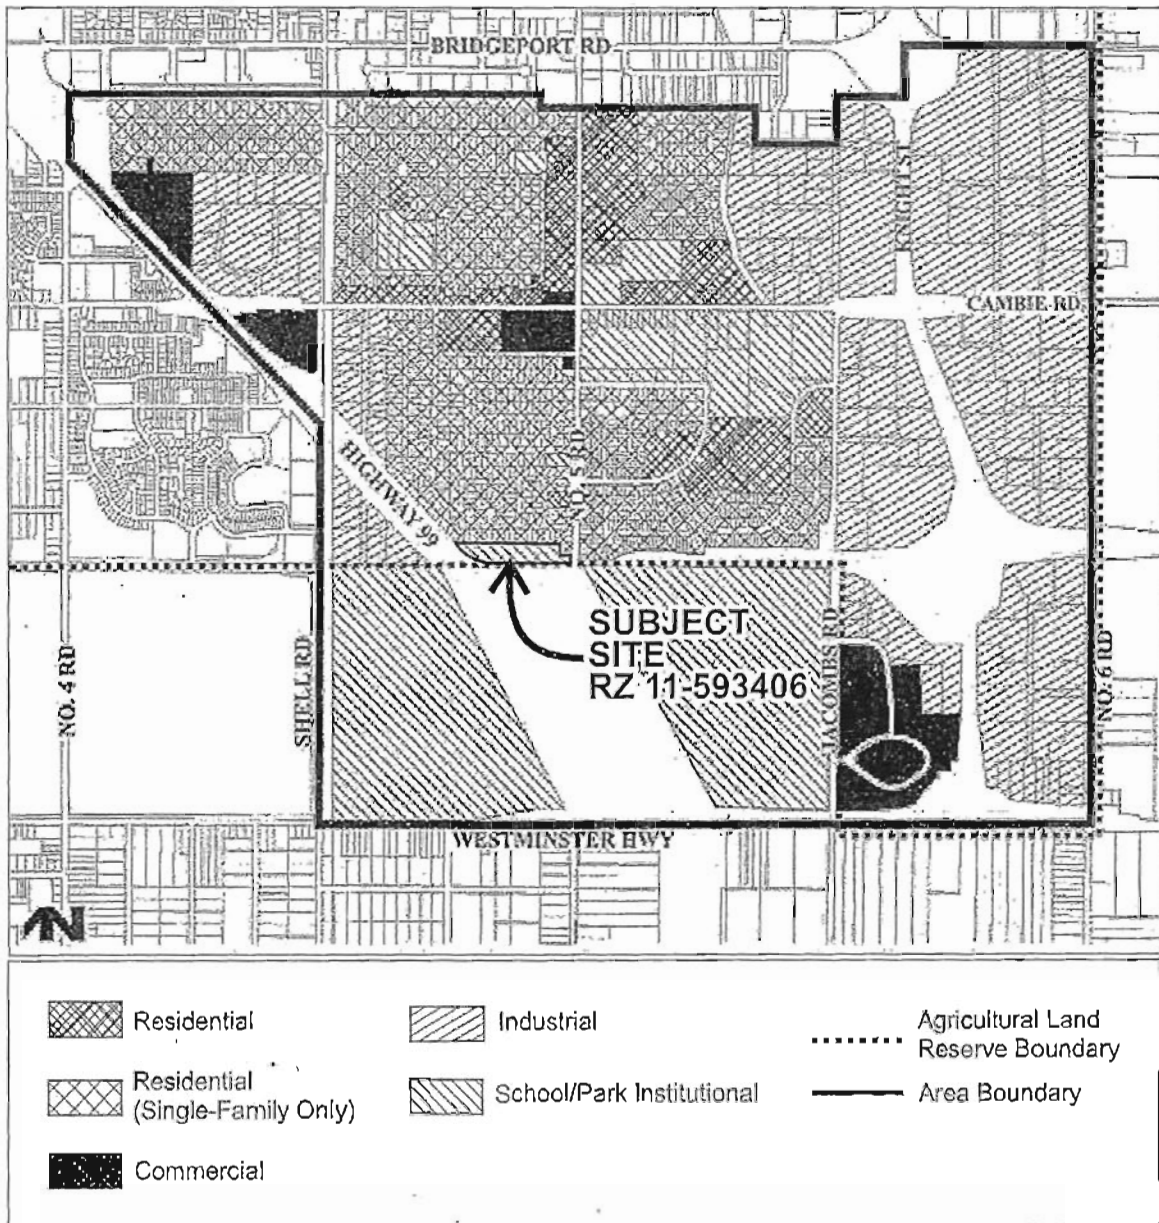 BRIDGEPORT RD
KNIGHT ST
CAMBIE RD
HIGHWAY 99
NO. 5 RD
SUBJECT
SITE
RZ 11-593406
NO. 4 RD
SHELL RD
JACOMBS RD
NO. 6 RD
WESTMINSTER HWY
N
Residential
Industrial
Agricultural Land
Reserve Boundary
Residential
(Single-Family Only)
School/Park Institutional
Area Boundary
Commercial